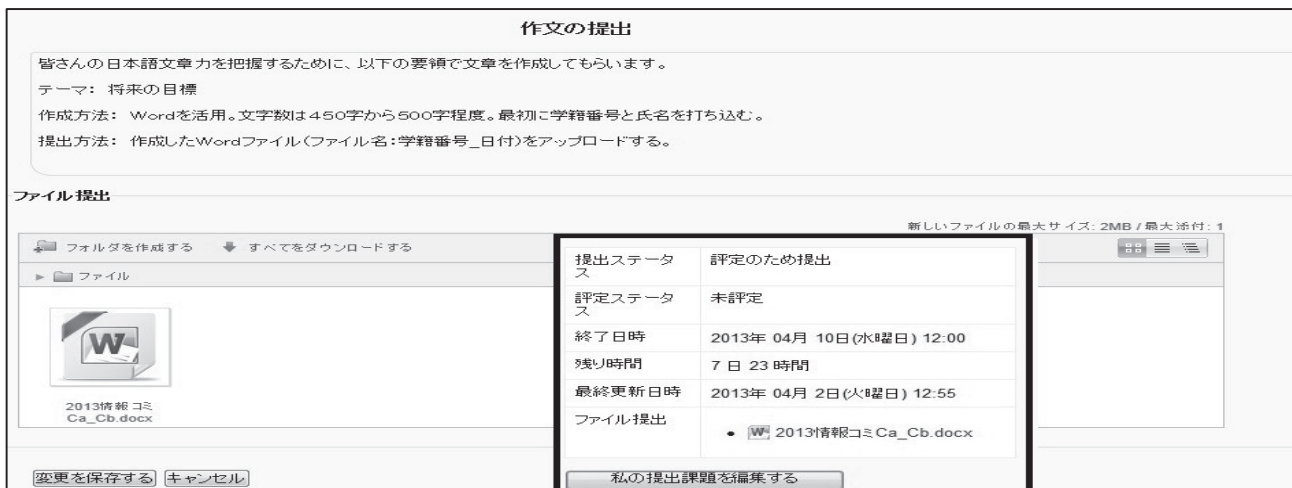 作文の提出
皆さんの日本語文章力を把握するために、以下の要領で文章を作成してもらいます。
テーマ: 将来の目標
作成方法: Wordを活用。文字数は450字から500字程度。最初に学籍番号と氏名を打ち込む。
提出方法: 作成したWordファイル(ファイル名:学籍番号_日付)をアップロードする。
ファイル提出
新しいファイルの最大サイズ: 2MB / 最大添付: 1
フォルダを作成する すべてをダウンロードする
ファイル
W
2013情報コミ
Ca_Cb.docx
提出ステータ
ス
評定のため提出
評定ステータ
ス
未評定
終了日時 2013年 04月 10日(水曜日) 12:00
残り時間 7 日 23 時間
最終更新日時 2013年 04月 2日(火曜日) 12:55
ファイル提出
• 2013情報コミCa_Cb.docx
変更を保存する キャンセル
私の提出課題を編集する